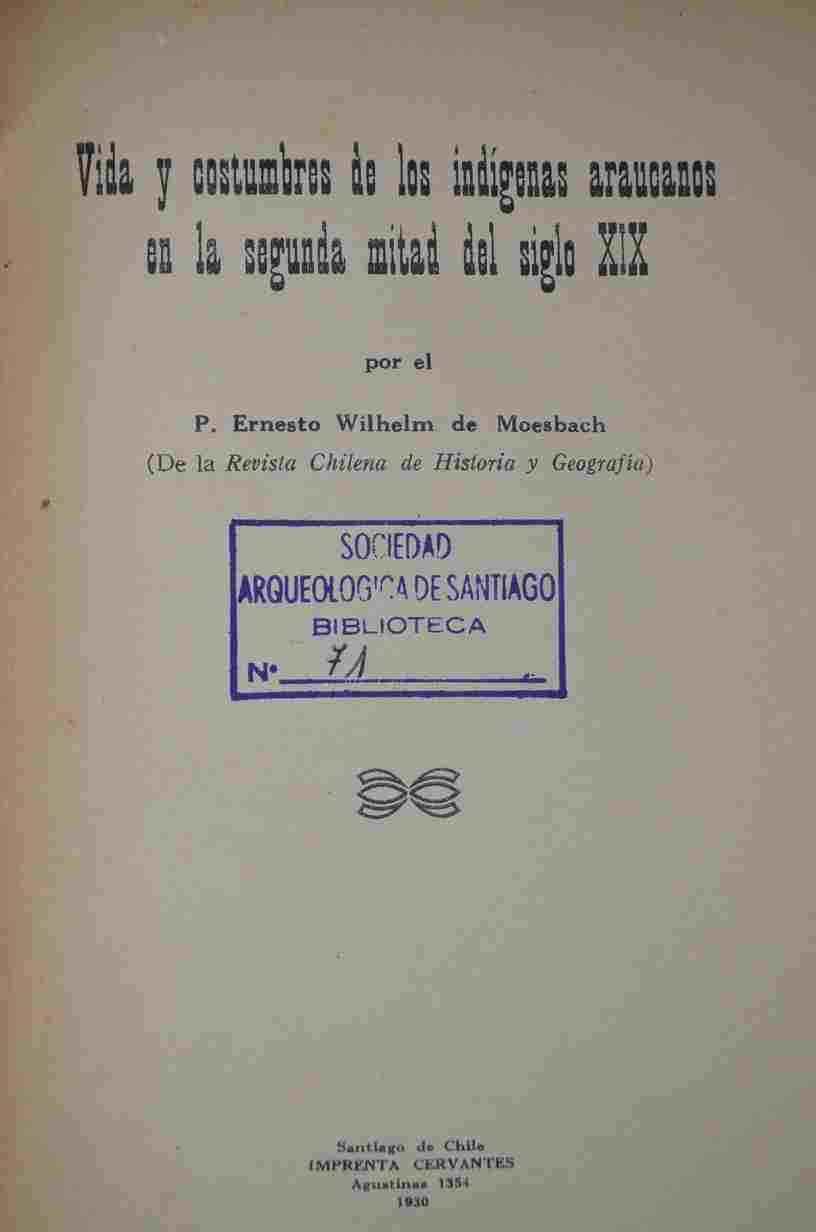 Vida y costumbres de los indígenas araucanos
en la segunda mitad del siglo XIX
por el
P. Ernesto Wilhelm de Moesbach
(De la Revista Chilena de Historia y Geografía)
SOCIEDAD
ARQUEOLOGICA DE SANTIAGO
BIBLIOTECA
Nº 71
Santiago de Chile
IMPRENTA CERVANTES
Agustinas 1354
1930